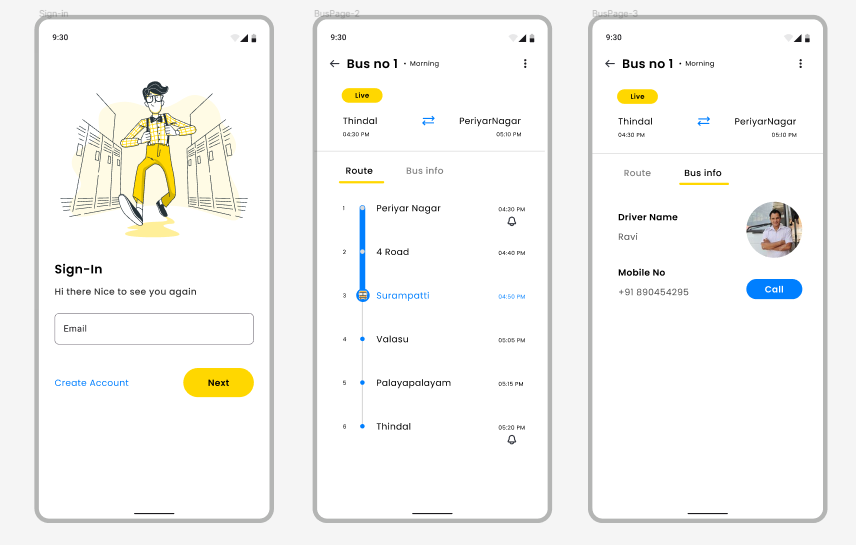 Sign-in
9:30
Sign-In
Hi there Nice to see you again
Email
Create Account
Next
BusPage-2
9:30
Bus no 1 • Morning
Live
Thindal
PeriyarNagar
04:30 PM
05:10 PM
Route
Bus info
1 Periyar Nagar 04:30 PM
2 4 Road 04:40 PM
3 Surampatti 04:50 PM
4 Valasu 05:05 PM
5 Palayapalayam 05:15 PM
6 Thindal 05:20 PM
BusPage-3
9:30
Bus no 1 • Morning
Live
Thindal
PeriyarNagar
04:30 PM
05:10 PM
Route
Bus info
Driver Name
Ravi
Mobile No
+91 890454295
Call